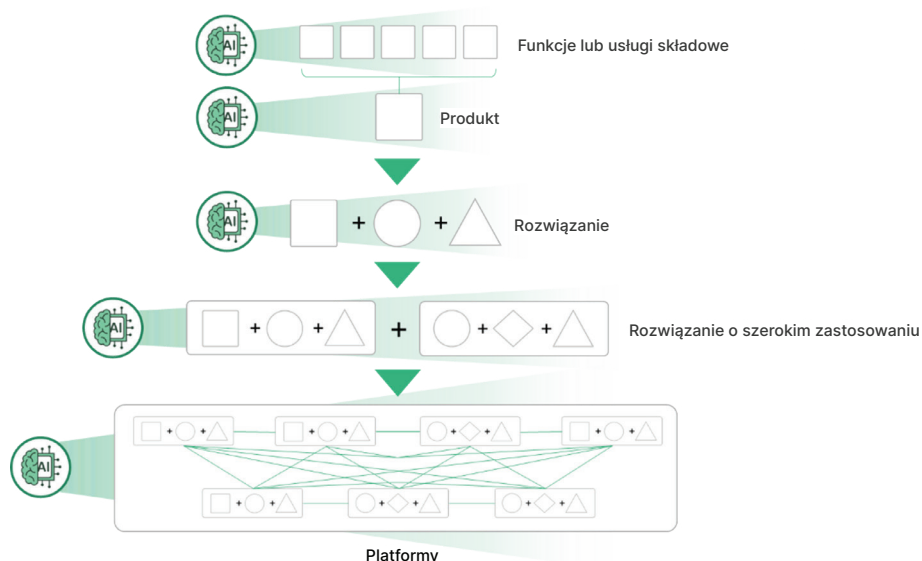 AI
Funkcje lub usługi składowe
AI
Produkt
AI
+
+
Rozwiązanie
AI
+
+
+
+
+
Rozwiązanie o szerokim zastosowaniu
+
+
+
+
+
+
+
+
AI
+
+
+
+
+
+
Platformy